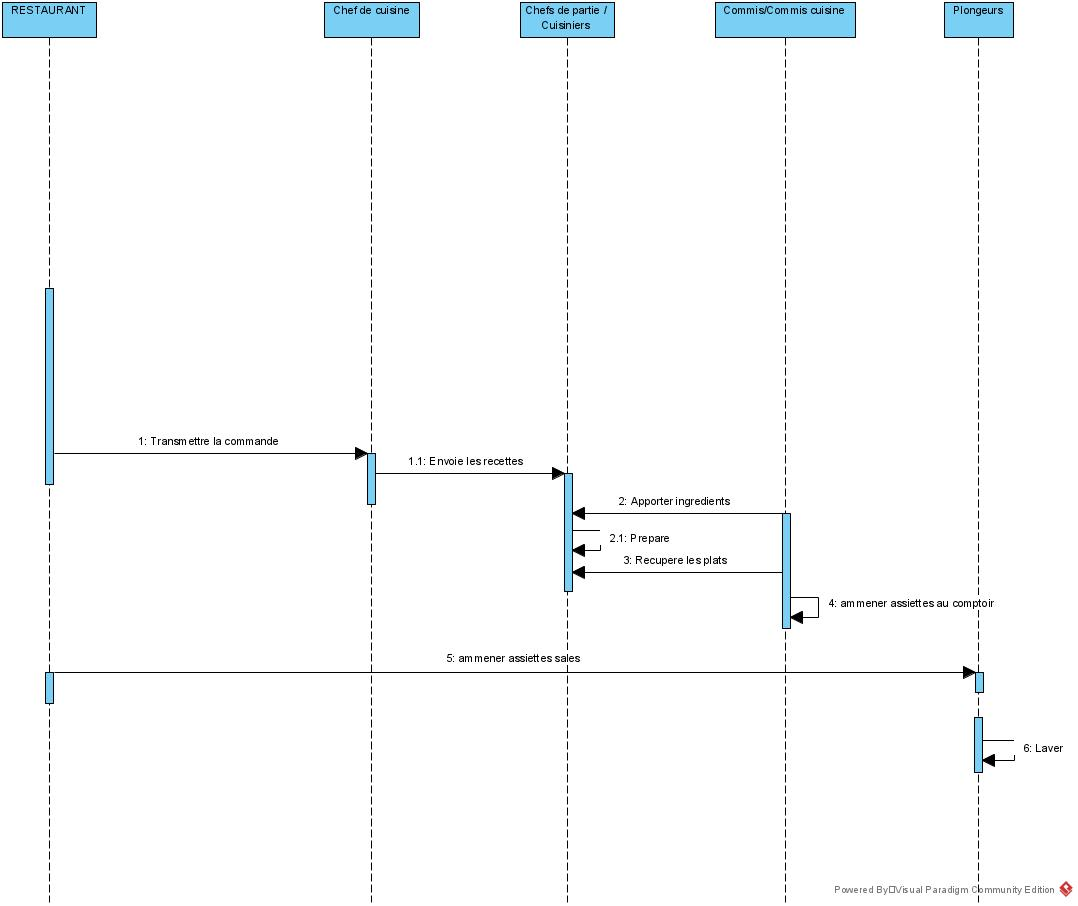 RESTAURANT
Chef de cuisine
Chefs de partie /
Cuisiniers
Commis/Commis cuisine
Plongeurs
1: Transmettre la commande
1.1: Envoie les recettes
2: Apporter ingredients
2.1: Prepare
3: Recupere les plats
4: ammener assiettes au comptoir
5: ammener assiettes sales
6: Laver
Powered By□Visual Paradigm Community Edition